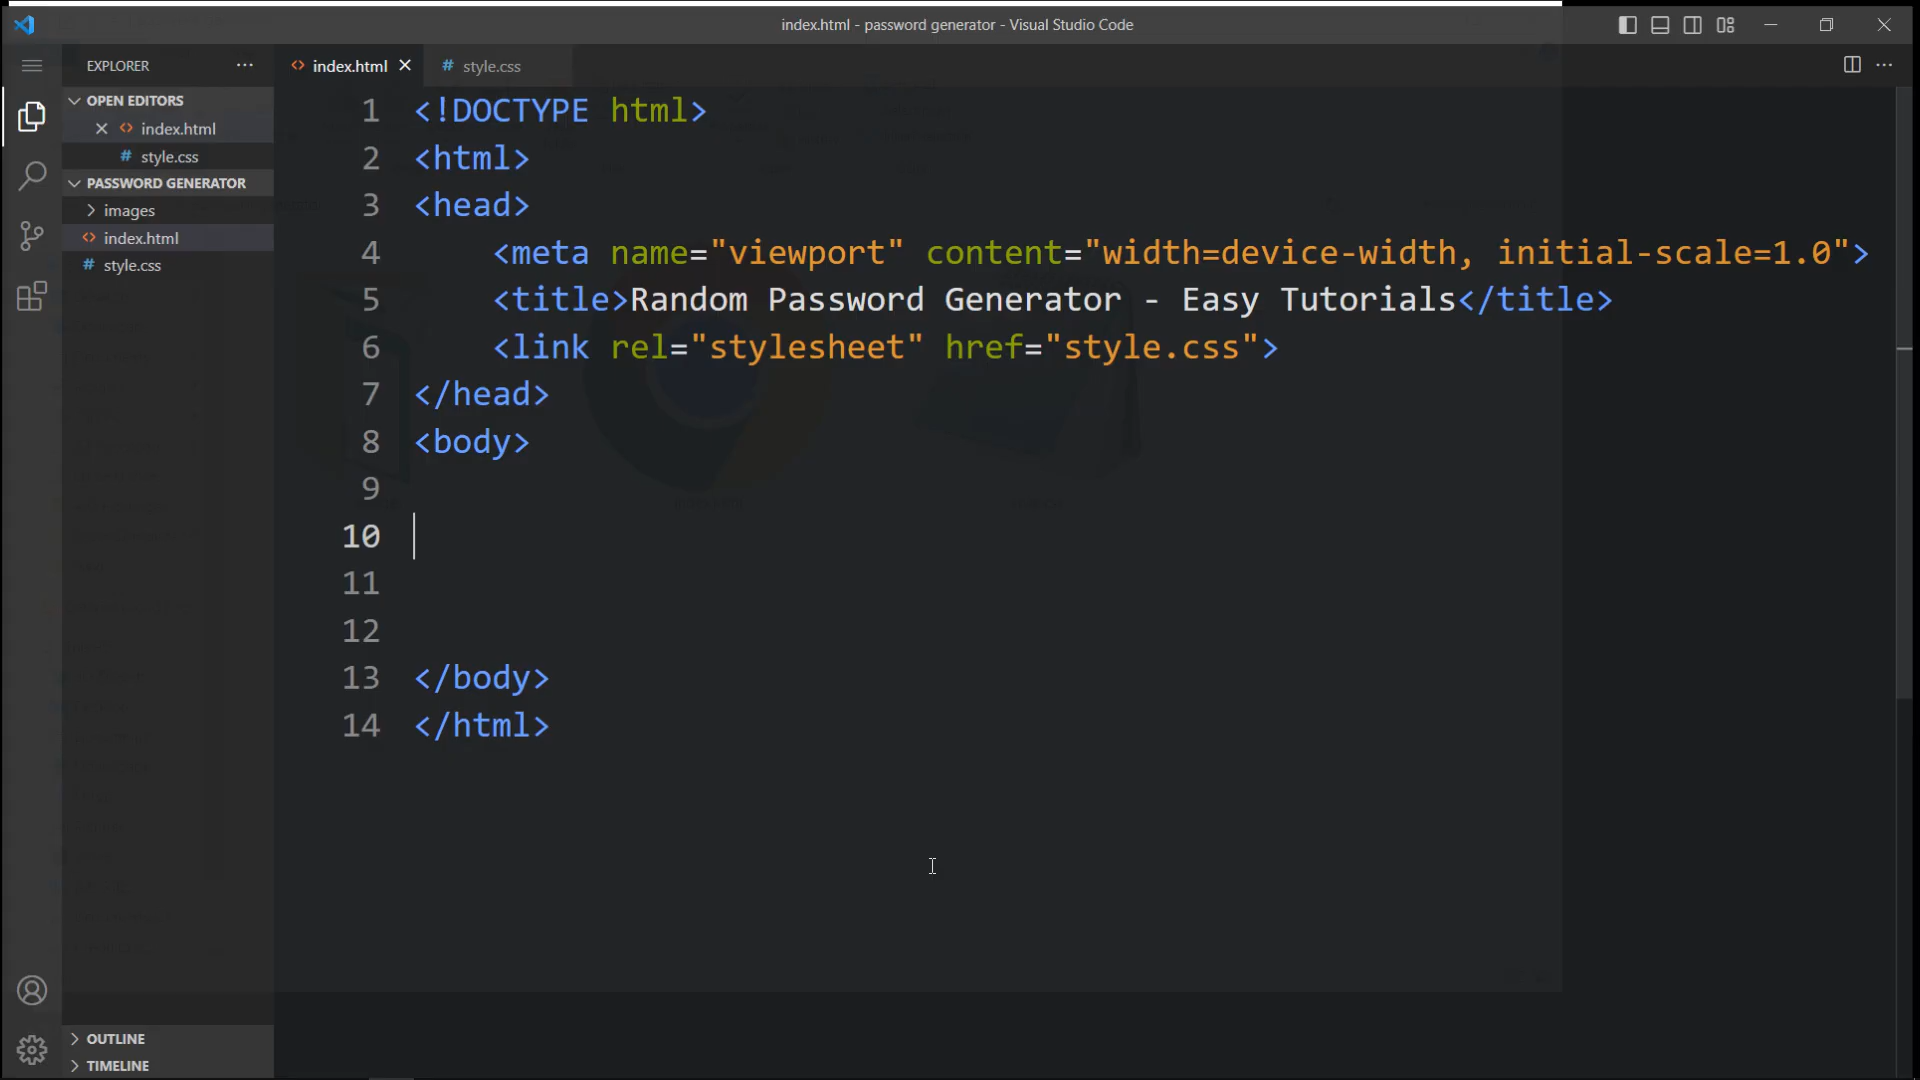 index.html - password generator - Visual Studio Code
EXPLORER
index.html
# style.css
OPEN EDITORS
index.html
# style.css
PASSWORD GENERATOR
images
index.html
# style.css
OUTLINE
TIMELINE
1 <!DOCTYPE html>
2 <html>
3 <head>
4 <meta name="viewport" content="width=device-width, initial-scale=1.0">
5 <title>Random Password Generator - Easy Tutorials</title>
6 <link rel="stylesheet" href="style.css">
7 </head>
8 <body>
9
10
11
12
13 </body>
14 </html>